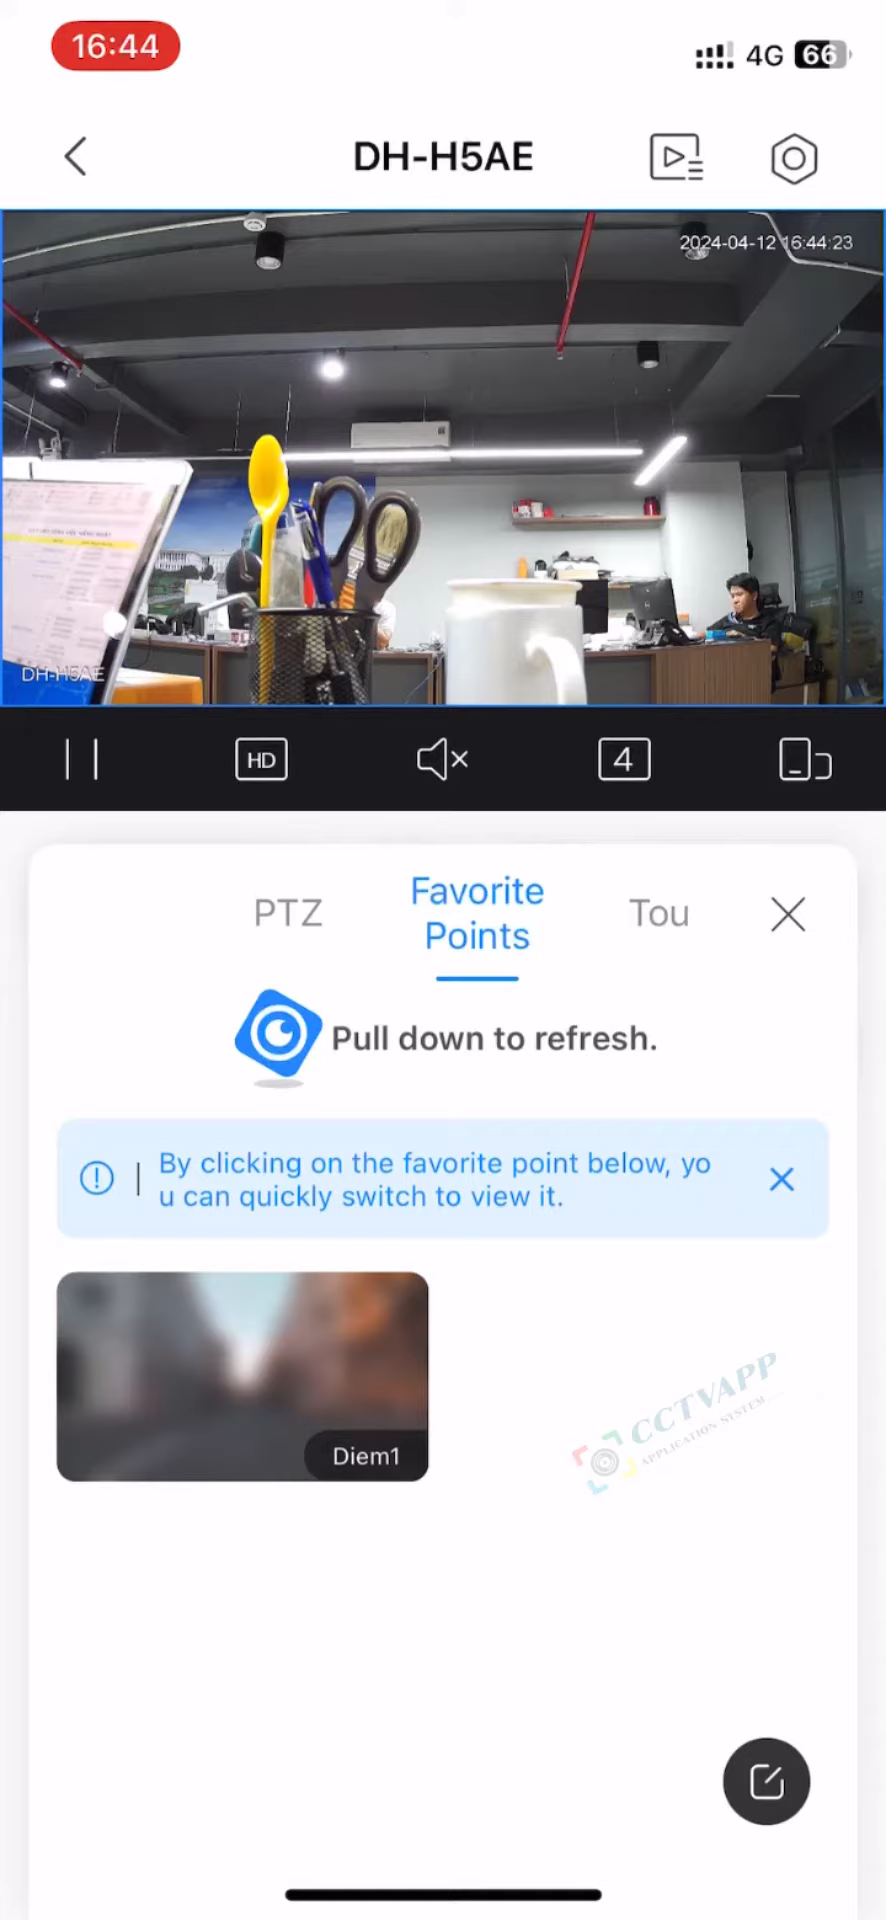 16:44
4G 66
DH-H5AE
2024-04-12 16:44:23
DH-H5AE
HD
4
PTZ
Favorite
Points
Tou
Pull down to refresh.
By clicking on the favorite point below, yo
u can quickly switch to view it.
Diem1
CCTVAPP
APPLICATION SYSTEM